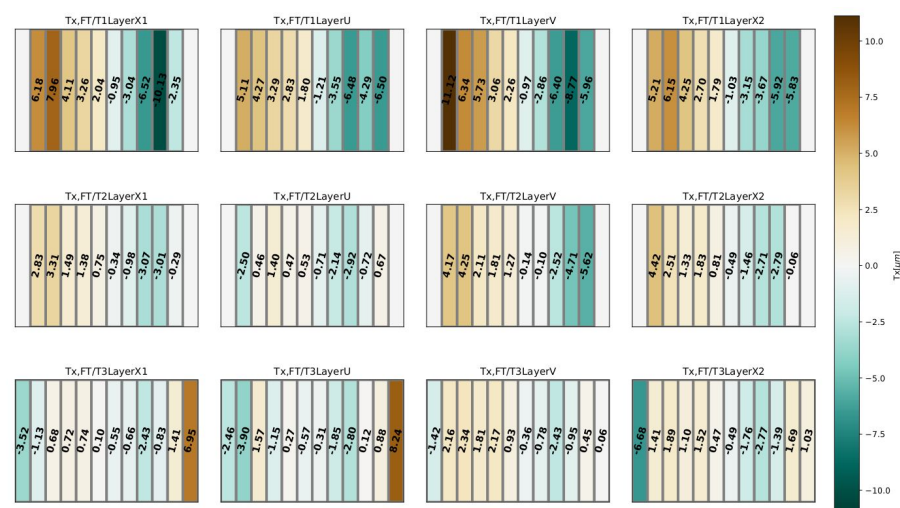 Tx,FT/T1LayerX1
6.18 7.96 4.11 3.26 2.04 -0.95 -3.04 -6.52 -10.13 -2.35
Tx,FT/T1LayerU
5.11 4.27 3.29 2.83 1.80 -1.21 -3.55 -6.48 -4.29 -6.50
Tx,FT/T1LayerV
11.12 6.34 5.73 3.06 2.26 -0.97 -2.86 -6.40 -8.77 -5.96
Tx,FT/T1LayerX2
5.21 6.15 4.25 2.70 1.79 -1.03 -3.15 -3.67 -5.92 -5.83
Tx,FT/T2LayerX1
2.83 3.31 1.49 1.38 0.75 -0.34 -0.98 -3.07 -3.01 -0.29
Tx,FT/T2LayerU
-2.50 0.46 1.40 0.47 0.53 -0.71 -2.14 -2.92 -0.72 0.67
Tx,FT/T2LayerV
4.17 4.25 2.11 1.81 1.27 -0.14 -0.10 -2.52 -4.71 -5.62
Tx,FT/T2LayerX2
4.42 2.51 1.33 1.83 0.81 -0.49 -1.46 -2.71 -2.79 -0.06
Tx,FT/T3LayerX1
-3.52 -1.13 0.68 0.72 0.74 0.10 -0.55 -0.66 -2.43 -0.83 1.41 6.95
Tx,FT/T3LayerU
-2.46 -3.90 1.57 -1.15 0.27 -0.57 -0.31 -1.85 -2.80 0.12 0.88 8.24
Tx,FT/T3LayerV
-1.42 2.16 2.34 1.81 2.17 0.93 -0.36 -0.78 -2.43 -0.95 0.45 0.06
Tx,FT/T3LayerX2
-6.68 1.41 1.89 1.10 1.52 0.47 -0.49 -1.76 -2.77 -1.39 1.69 1.03
10.0
7.5
5.0
2.5
0.0
−2.5
−5.0
−7.5
−10.0
Tx[μm]